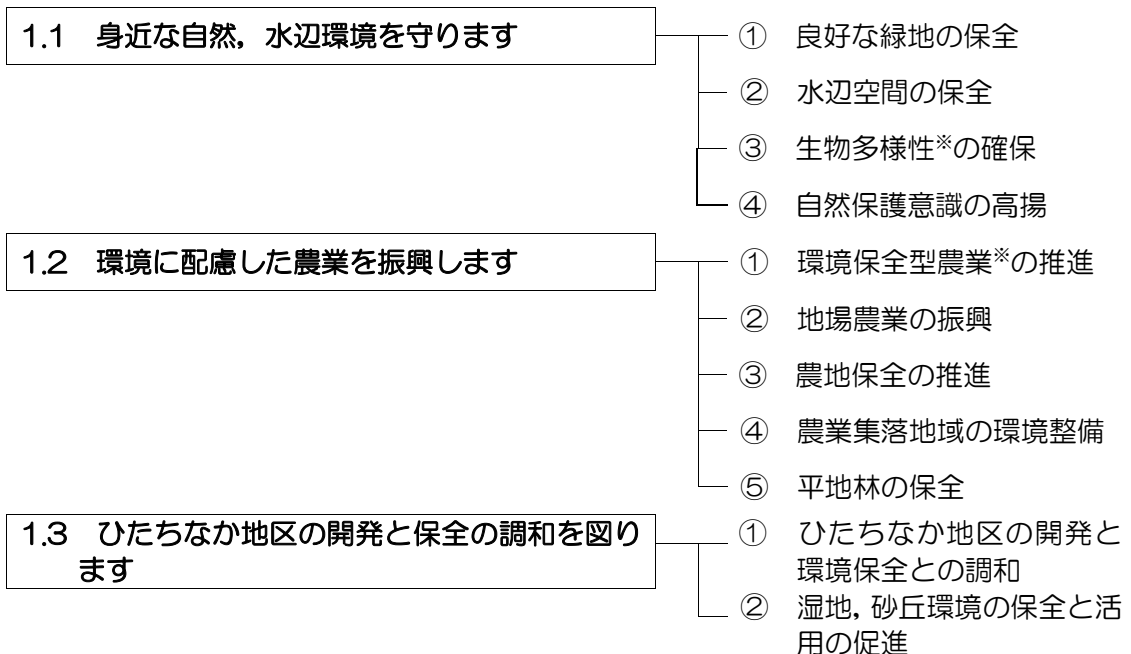 1.1 身近な自然，水辺環境を守ります
① 良好な緑地の保全
② 水辺空間の保全
③ 生物多様性※の確保
④ 自然保護意識の高揚
1.2 環境に配慮した農業を振興します
① 環境保全型農業※の推進
② 地場農業の振興
③ 農地保全の推進
④ 農業集落地域の環境整備
⑤ 平地林の保全
1.3 ひたちなか地区の開発と保全の調和を図り
ます
① ひたちなか地区の開発と
環境保全との調和
② 湿地，砂丘環境の保全と活
用の促進